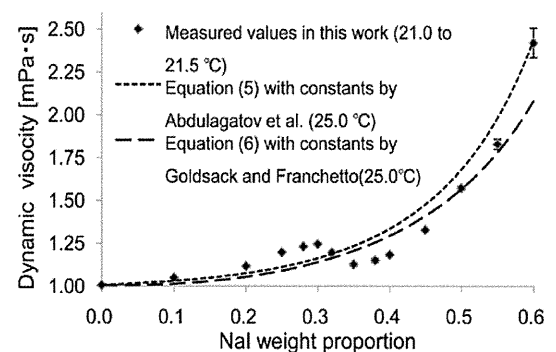 2.50
2.25
2.00
1.75
1.50
1.25
1.00
Dynamic visocity [mPa·s]
Measured values in this work (21.0 to
21.5 ℃)
Equation (5) with constants by
Abdulagatov et al. (25.0 ℃)
Equation (6) with constants by
Goldsack and Franchetto(25.0℃)
0.0 0.1 0.2 0.3 0.4 0.5 0.6
NaI weight proportion